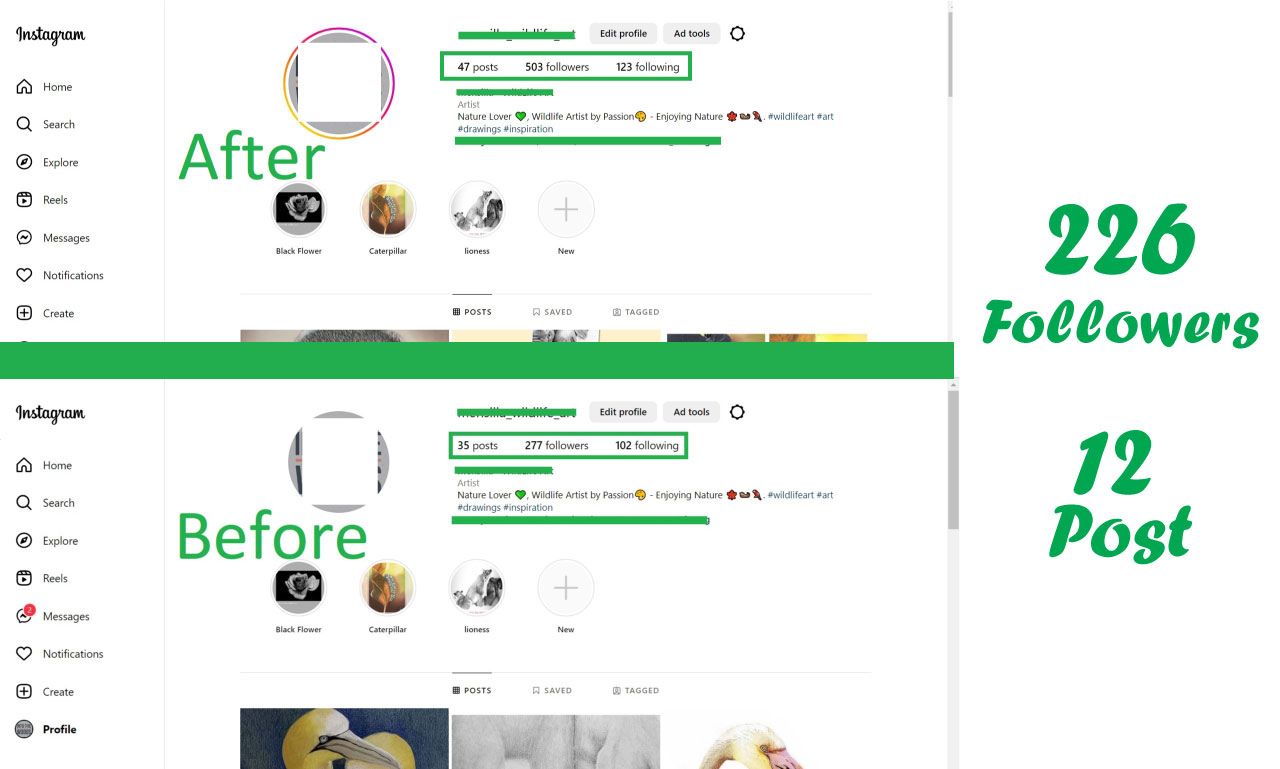 Instagram
Home
Search
Explore
Reels
Messages
Notifications
Create
Edit profile Ad tools
47 posts 503 followers 123 following
Artist
Nature Lover 💚, Wildlife Artist by Passion - Enjoying Nature . #wildlifeart #art
#drawings #inspiration
After
Black Flower Caterpillar lioness New
POSTS SAVED TAGGED
226
Followers
12
Post
Instagram
Home
Search
Explore
Reels
2
Messages
Notifications
Create
Profile
Edit profile Ad tools
35 posts 277 followers 102 following
Artist
Nature Lover 💚, Wildlife Artist by Passion - Enjoying Nature . #wildlifeart #art
#drawings #inspiration
Before
Black Flower Caterpillar lioness New
POSTS SAVED TAGGED